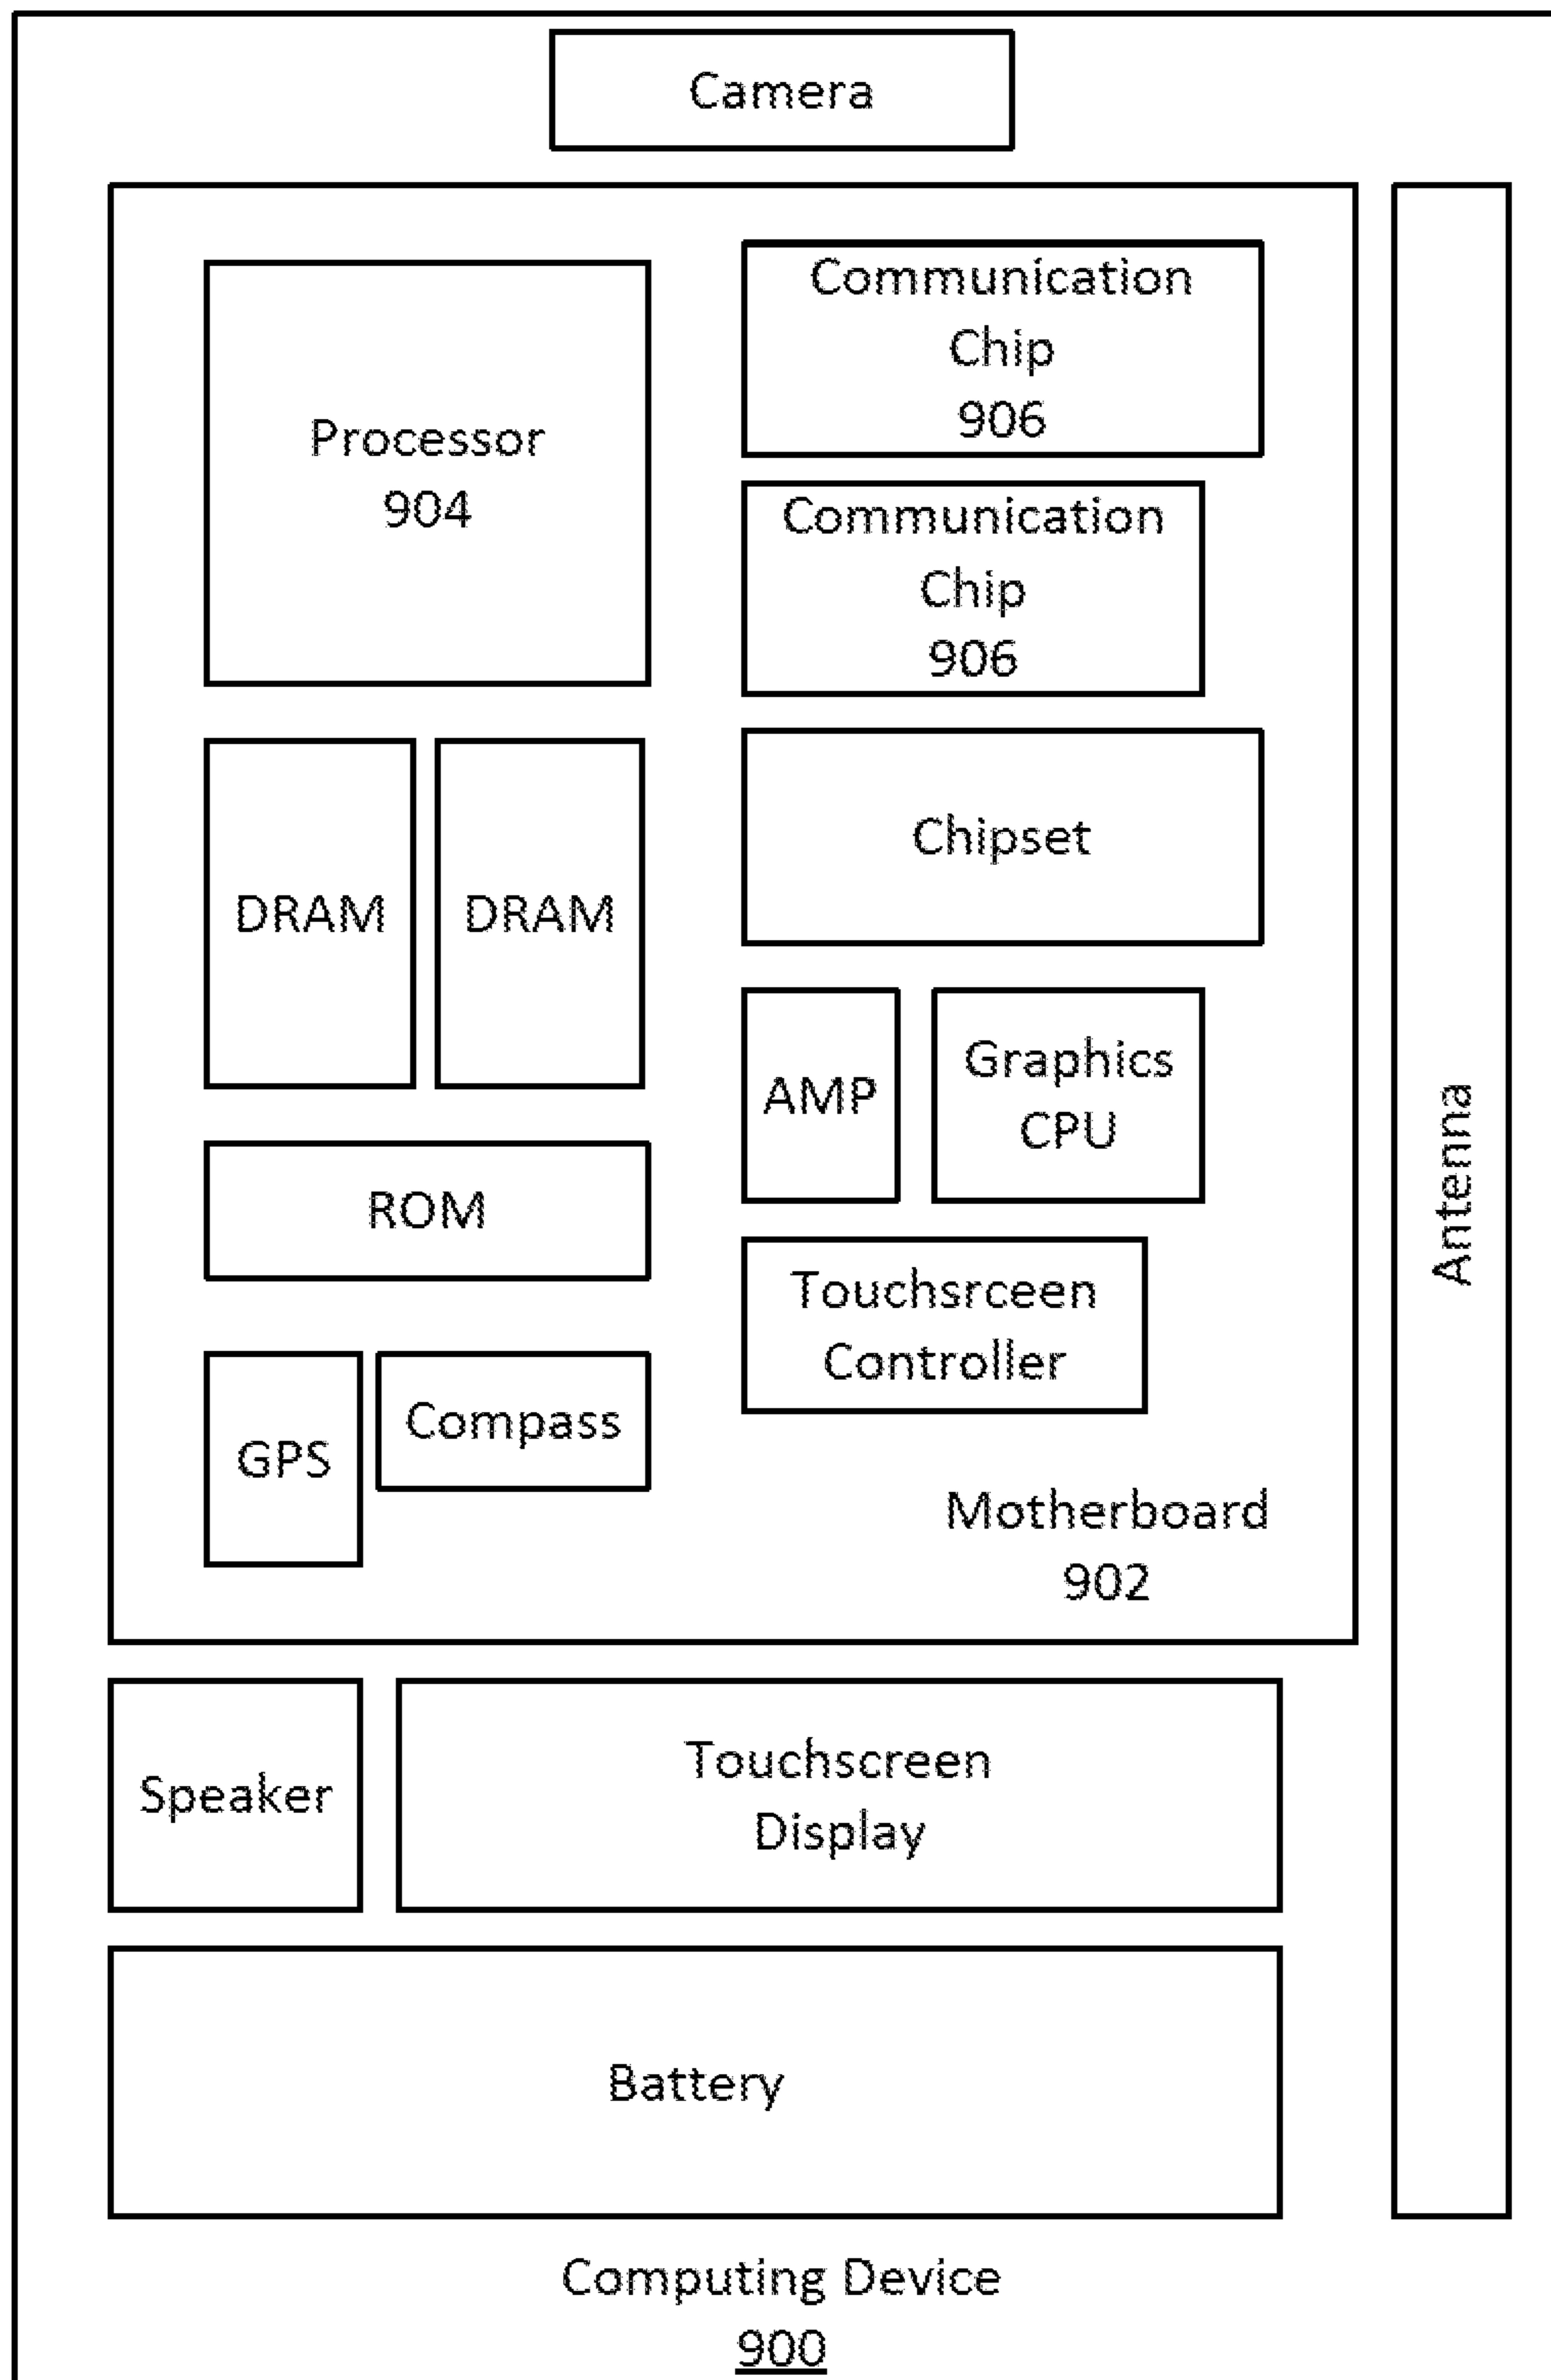 Camera
Communication
Chip
906
Processor
904
Communication
Chip
906
DRAM
DRAM
Chipset
AMP
Graphics
CPU
ROM
Touchsrceen
Controller
GPS
Compass
Motherboard
902
Antenna
Speaker
Touchscreen
Display
Battery
Computing Device
900